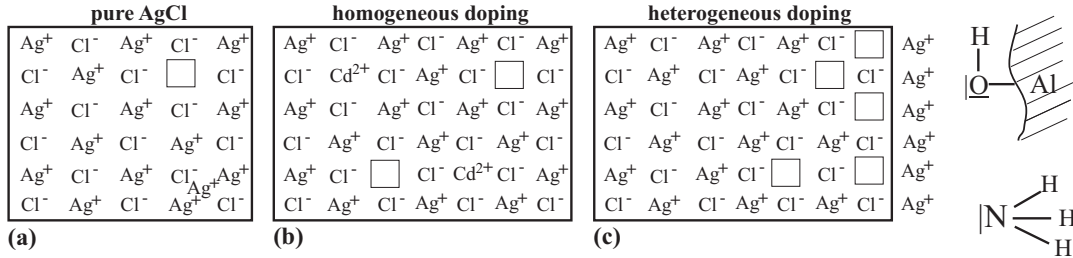 pure AgCl
Ag⁺ Cl⁻ Ag⁺ Cl⁻ Ag⁺
Cl⁻ Ag⁺ Cl⁻ Cl⁻
Ag⁺ Cl⁻ Ag⁺ Cl⁻ Ag⁺
Cl⁻ Ag⁺ Cl⁻ Ag⁺ Cl⁻
Ag⁺ Cl⁻ Ag⁺ Cl⁻ Ag⁺
Ag⁺
Cl⁻ Ag⁺ Cl⁻ Ag⁺ Cl⁻
(a)
homogeneous doping
Ag⁺ Cl⁻ Ag⁺ Cl⁻ Ag⁺ Cl⁻ Ag⁺
Cl⁻ Cd²⁺ Cl⁻ Ag⁺ Cl⁻ Cl⁻
Ag⁺ Cl⁻ Ag⁺ Cl⁻ Ag⁺ Cl⁻ Ag⁺
Cl⁻ Ag⁺ Cl⁻ Ag⁺ Cl⁻ Ag⁺ Cl⁻
Ag⁺ Cl⁻ Cl⁻ Cd²⁺ Cl⁻ Ag⁺
Cl⁻ Ag⁺ Cl⁻ Ag⁺ Cl⁻ Ag⁺ Cl⁻
(b)
heterogeneous doping
Ag⁺ Cl⁻ Ag⁺ Cl⁻ Ag⁺ Cl⁻ Ag⁺
Cl⁻ Ag⁺ Cl⁻ Ag⁺ Cl⁻ Cl⁻ Ag⁺
Ag⁺ Cl⁻ Ag⁺ Cl⁻ Ag⁺ Cl⁻ Ag⁺
Cl⁻ Ag⁺ Cl⁻ Ag⁺ Cl⁻ Ag⁺ Cl⁻ Ag⁺
Ag⁺ Cl⁻ Ag⁺ Cl⁻ Cl⁻ Ag⁺
Cl⁻ Ag⁺ Cl⁻ Ag⁺ Cl⁻ Ag⁺ Cl⁻ Ag⁺
(c)
H
|O Al
H
|N H
H